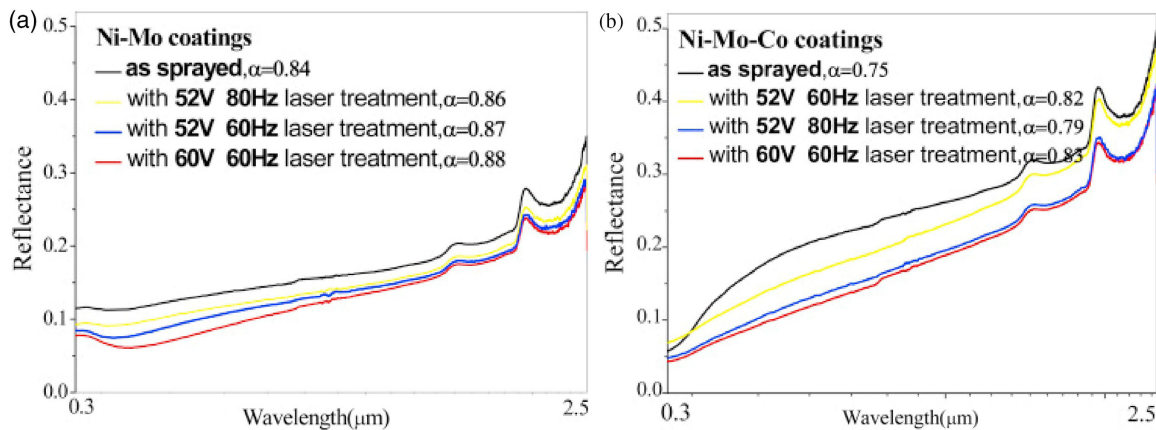 (a)
0.5
0.4
0.3
0.2
0.1
0.0
Reflectance
Ni-Mo coatings
as sprayed,α=0.84
with 52V 80Hz laser treatment,α=0.86
with 52V 60Hz laser treatment,α=0.87
with 60V 60Hz laser treatment,α=0.88
0.3
2.5
Wavelength(μm)
(b)
0.5
0.4
0.3
0.2
0.1
0.0
Reflectance
Ni-Mo-Co coatings
as sprayed,α=0.75
with 52V 60Hz laser treatment,α=0.82
with 52V 80Hz laser treatment,α=0.79
with 60V 60Hz laser treatment,α=0.83
0.3
2.5
Wavelength(μm)